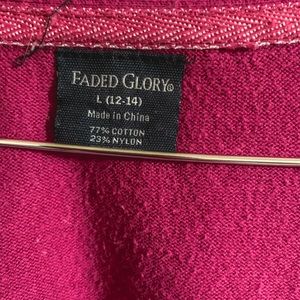 FADED GLORY®
L (12-14)
Made in China
77% COTTON
23% NYLON